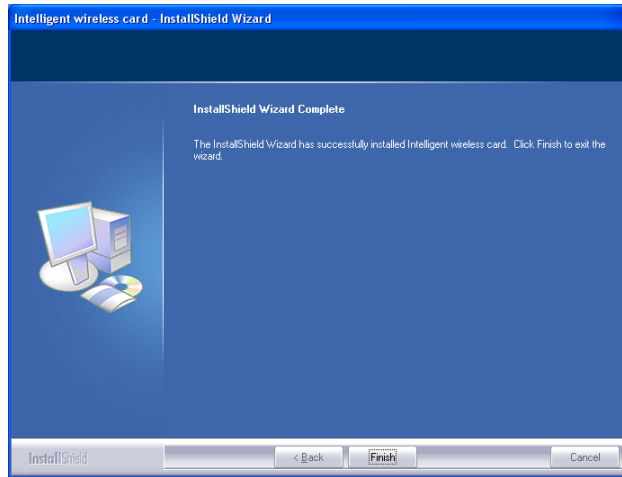 Intelligent wireless card - InstallShield Wizard
InstallShield Wizard Complete
The InstallShield Wizard has successfully installed Intelligent wireless card. Click Finish to exit the
wizard.
InstallShield
< Back
Finish
Cancel